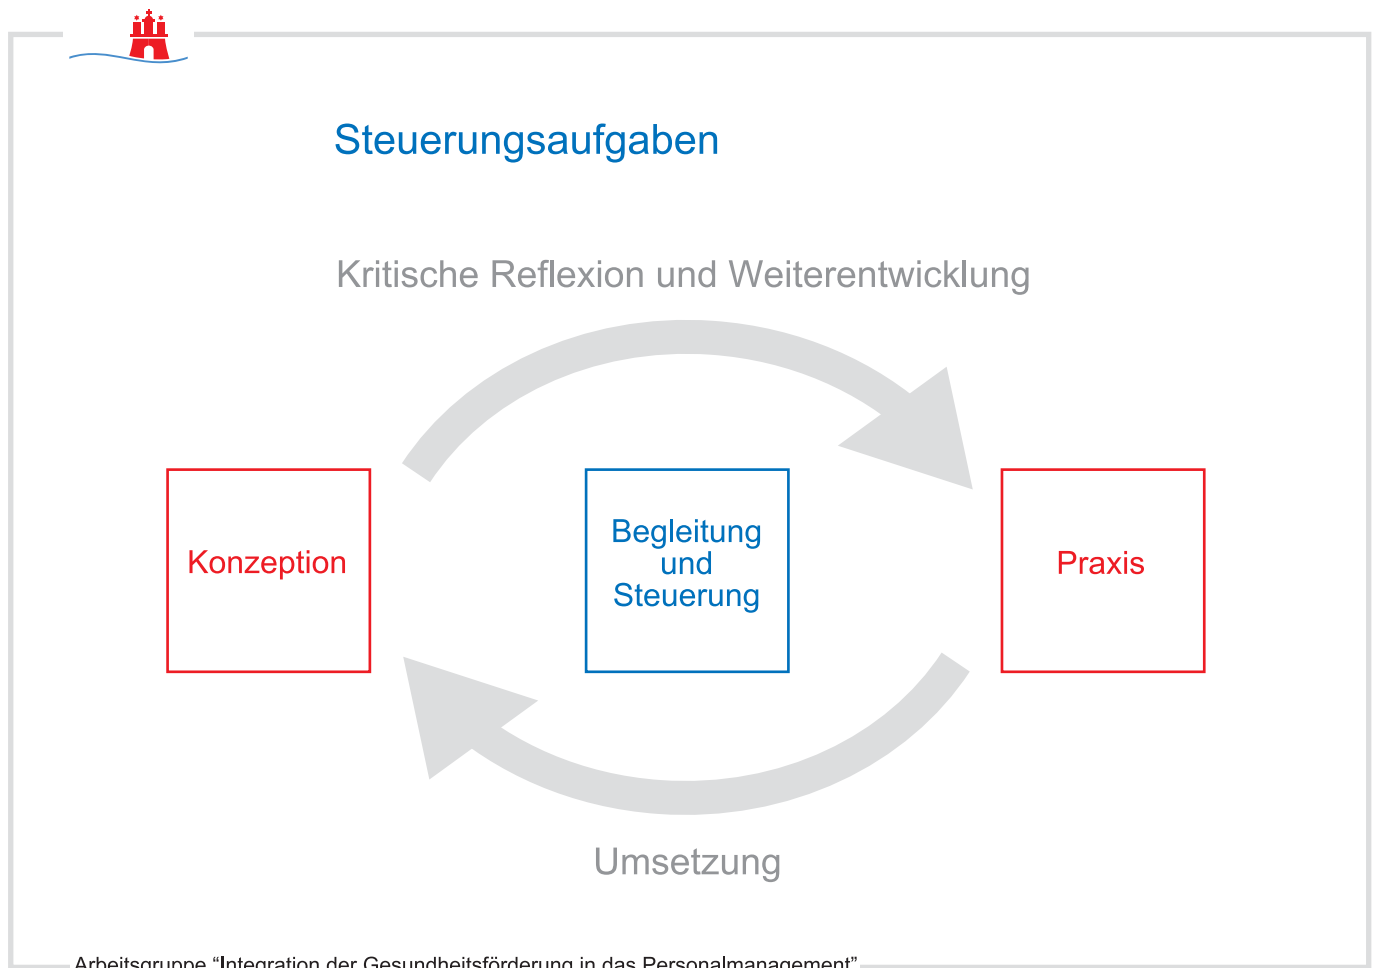 Steuerungsaufgaben
Kritische Reflexion und Weiterentwicklung
Konzeption
Begleitung
und
Steuerung
Praxis
Umsetzung
Arbeitsgruppe “Integration der Gesundheitsförderung in das Personalmanagement”